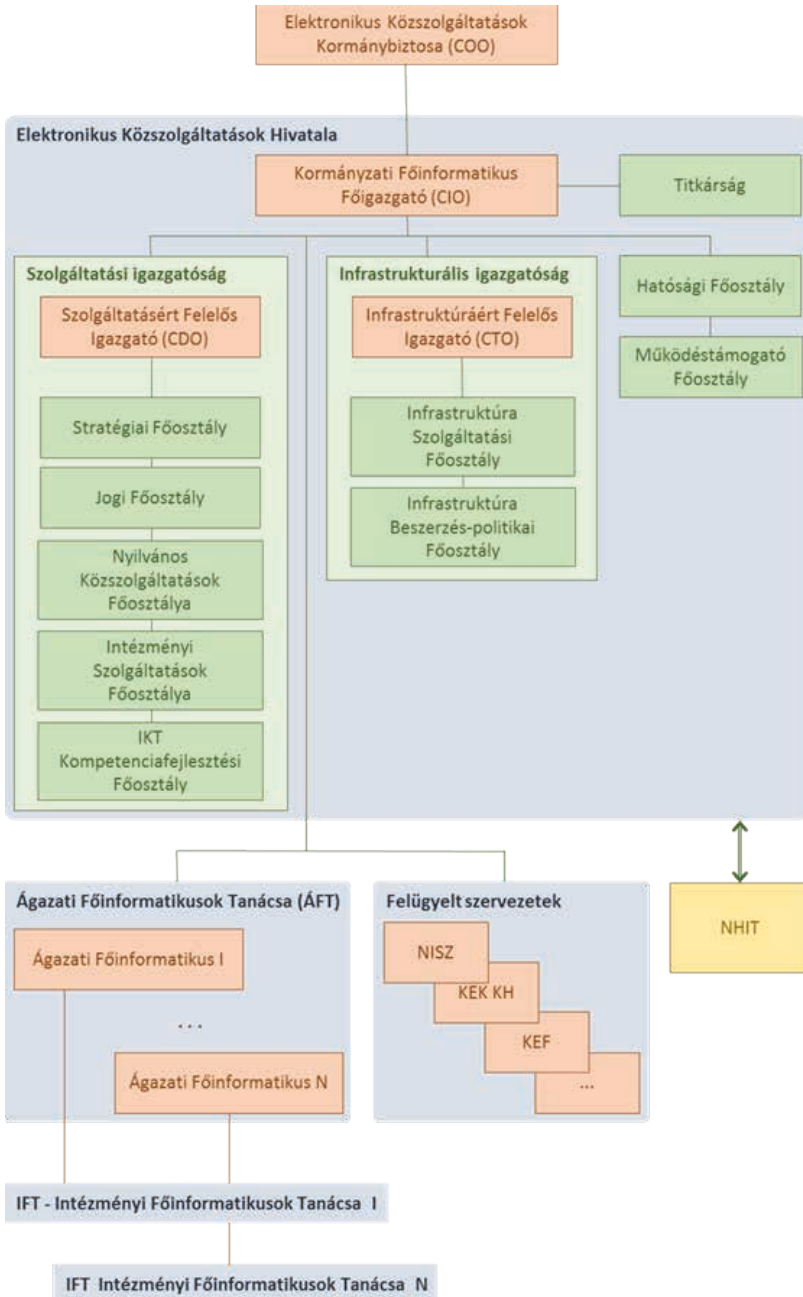 Elektronikus Közszolgáltatások
Kormánybiztosa (COO)
Elektronikus Közszolgáltatások Hivatala
Kormányzati Főinformatikus
Főigazgató (CIO)
Titkárság
Szolgáltatási igazgatóság
Szolgáltatásért Felelős
Igazgató (CDO)
Stratégiai Főosztály
Jogi Főosztály
Nyilvános
Közszolgáltatások
Főosztálya
Intézményi
Szolgáltatások
Főosztálya
IKT
Kompetenciafejlesztési
Főosztály
Infrastrukturális igazgatóság
Infrastruktúráért Felelős
Igazgató (CTO)
Infrastruktúra
Szolgáltatási
Főosztály
Infrastruktúra
Beszerzés-politikai
Főosztály
Hatósági Főosztály
Működéstámogató
Főosztály
Ágazati Főinformatikusok Tanácsa (ÁFT)
Ágazati Főinformatikus I
...
Ágazati Főinformatikus N
Felügyelt szervezetek
NISZ
KEK KH
KEF
...
NHIT
IFT - Intézményi Főinformatikusok Tanácsa I
IFT Intézményi Főinformatikusok Tanácsa N